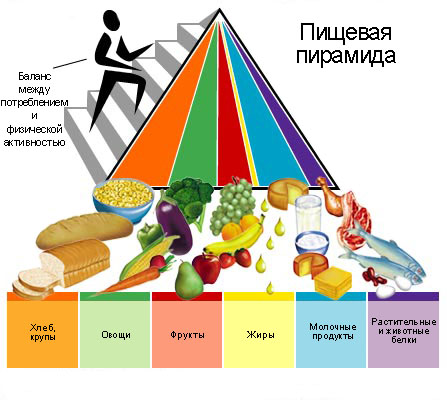 Пищевая
пирамида
Баланс
между
потреблением
и
физической
активностью
Хлеб,
крупы
Овощи
Фрукты
Жиры
Молочные
продукты
Растительные
и животные
белки